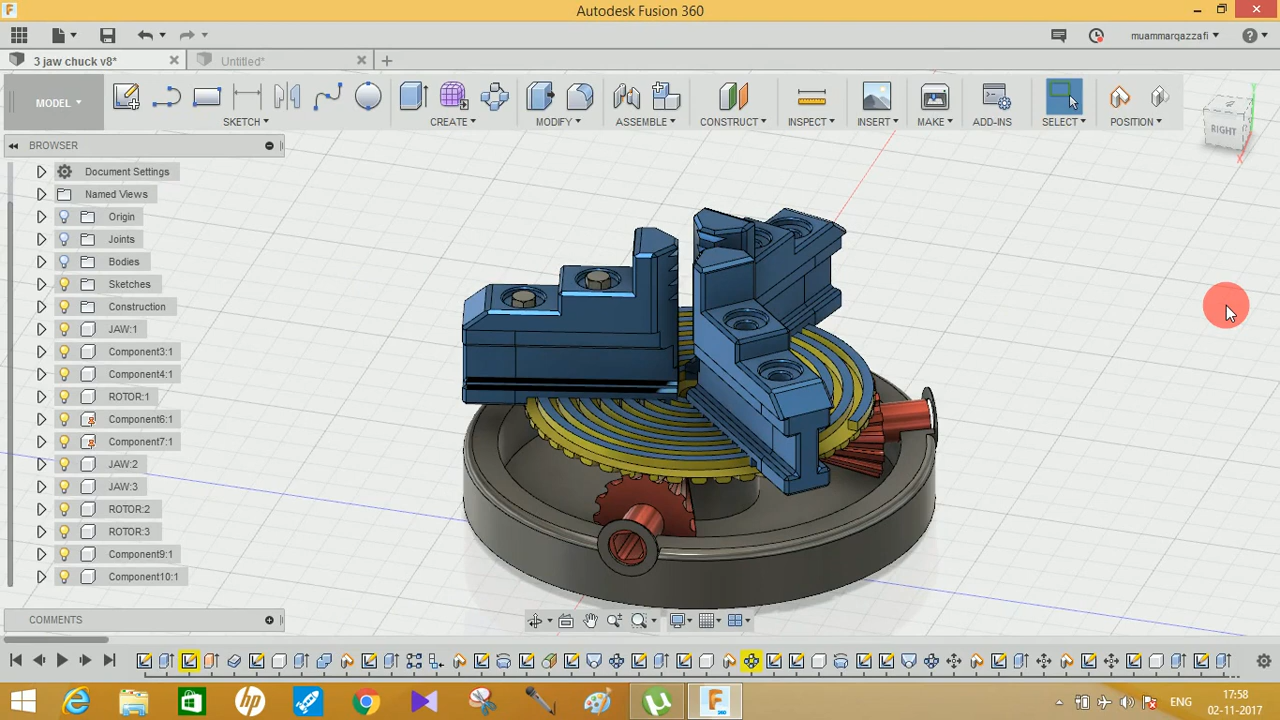 Autodesk Fusion 360
muammarqazzafi
3 jaw chuck v8*
Untitled*
MODEL
SKETCH
CREATE
MODIFY
ASSEMBLE
CONSTRUCT
INSPECT
INSERT
MAKE
ADD-INS
SELECT
POSITION
RIGHT
BROWSER
Document Settings
Named Views
Origin
Joints
Bodies
Sketches
Construction
JAW:1
Component3:1
Component4:1
ROTOR:1
Component6:1
Component7:1
JAW:2
JAW:3
ROTOR:2
ROTOR:3
Component9:1
Component10:1
COMMENTS
ENG
17:58
02-11-2017